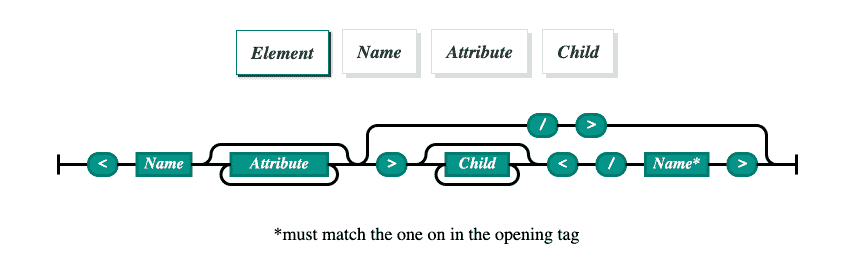 Element Name Attribute Child
/ >
< Name Attribute > Child < / Name* >
*must match the one on in the opening tag